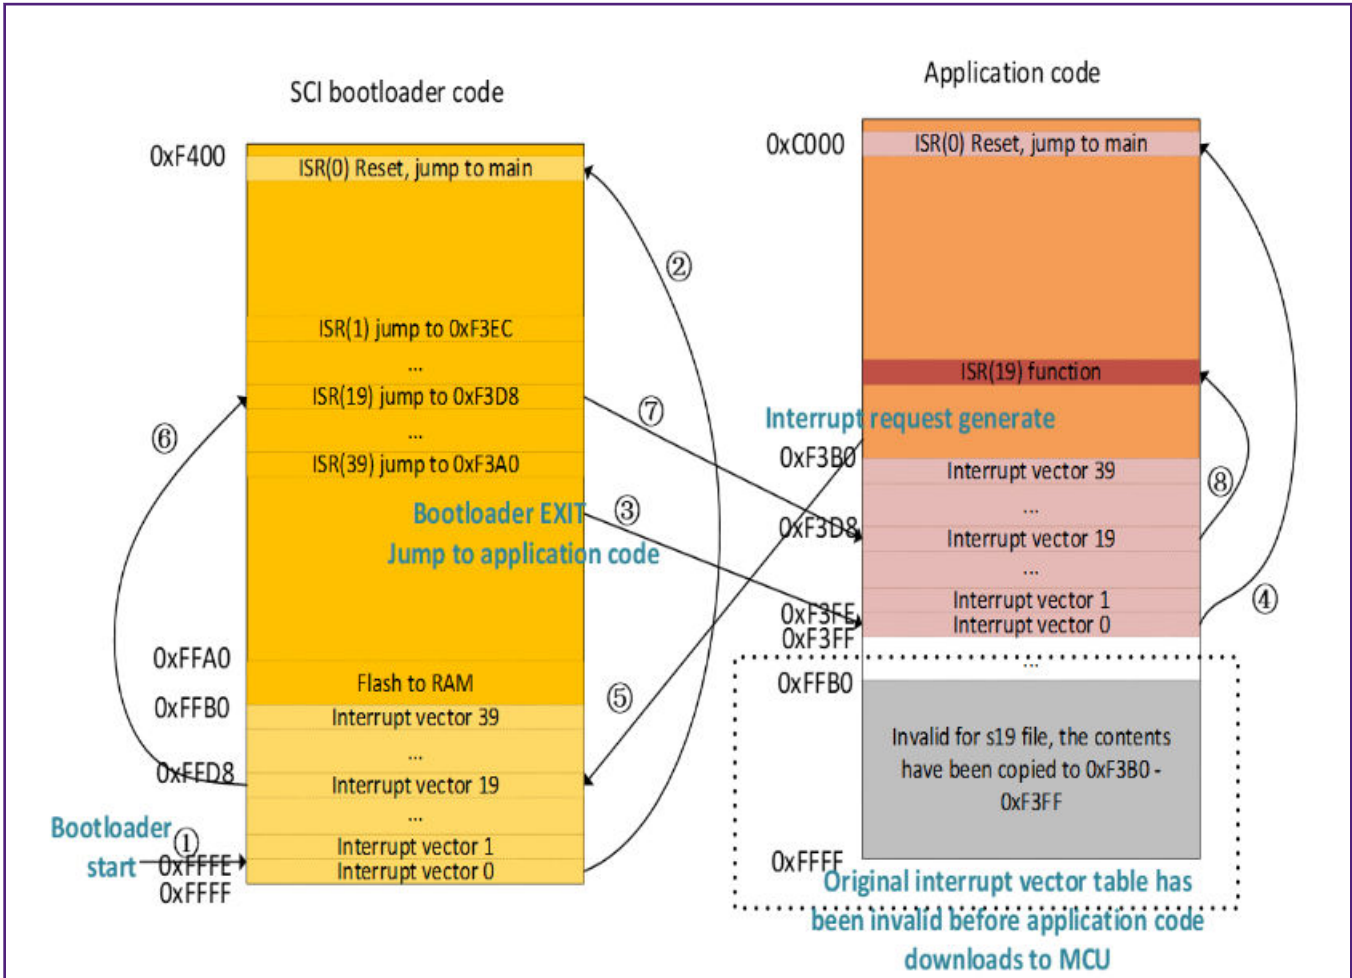 SCI bootloader code
0xF400
ISR(0) Reset, jump to main
②
ISR(1) jump to 0xF3EC
...
ISR(19) jump to 0xF3D8
...
ISR(39) jump to 0xF3A0
⑥
⑦
Bootloader EXIT
Jump to application code
③
0xFFA0
Flash to RAM
0xFFB0
Interrupt vector 39
...
0xFFD8
Interrupt vector 19
...
Bootloader
start
①
Interrupt vector 1
0xFFFE
Interrupt vector 0
0xFFFF
⑤
Application code
0xC000
ISR(0) Reset, jump to main
ISR(19) function
Interrupt request generate
0xF3B0
Interrupt vector 39
...
⑧
0xF3D8
Interrupt vector 19
...
Interrupt vector 1
0xF3FE
Interrupt vector 0
0xF3FF
④
...
0xFFB0
Invalid for s19 file, the contents
have been copied to 0xF3B0 -
0xF3FF
0xFFFF
Original interrupt vector table has
been invalid before application code
downloads to MCU